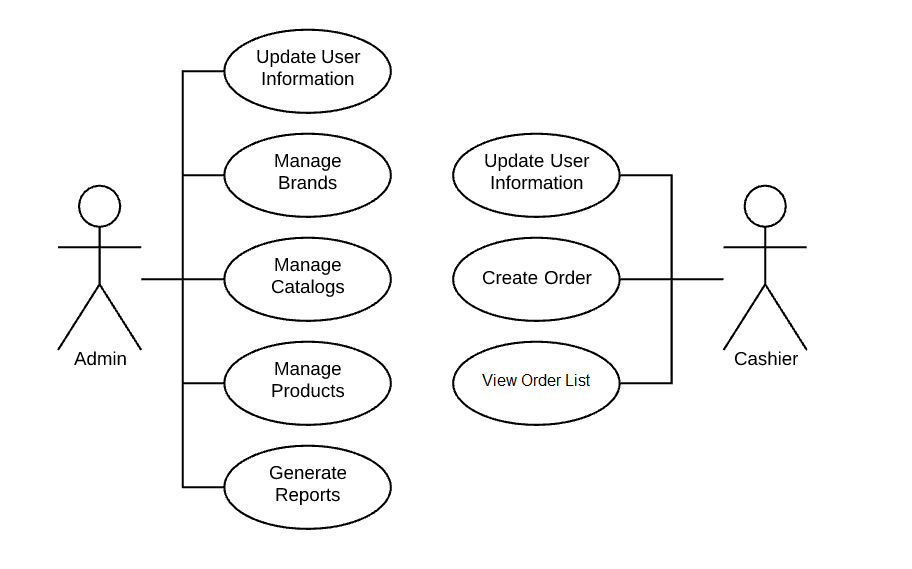 Update User
Information
Manage
Brands
Manage
Catalogs
Manage
Products
Generate
Reports
Admin
Update User
Information
Create Order
View Order List
Cashier